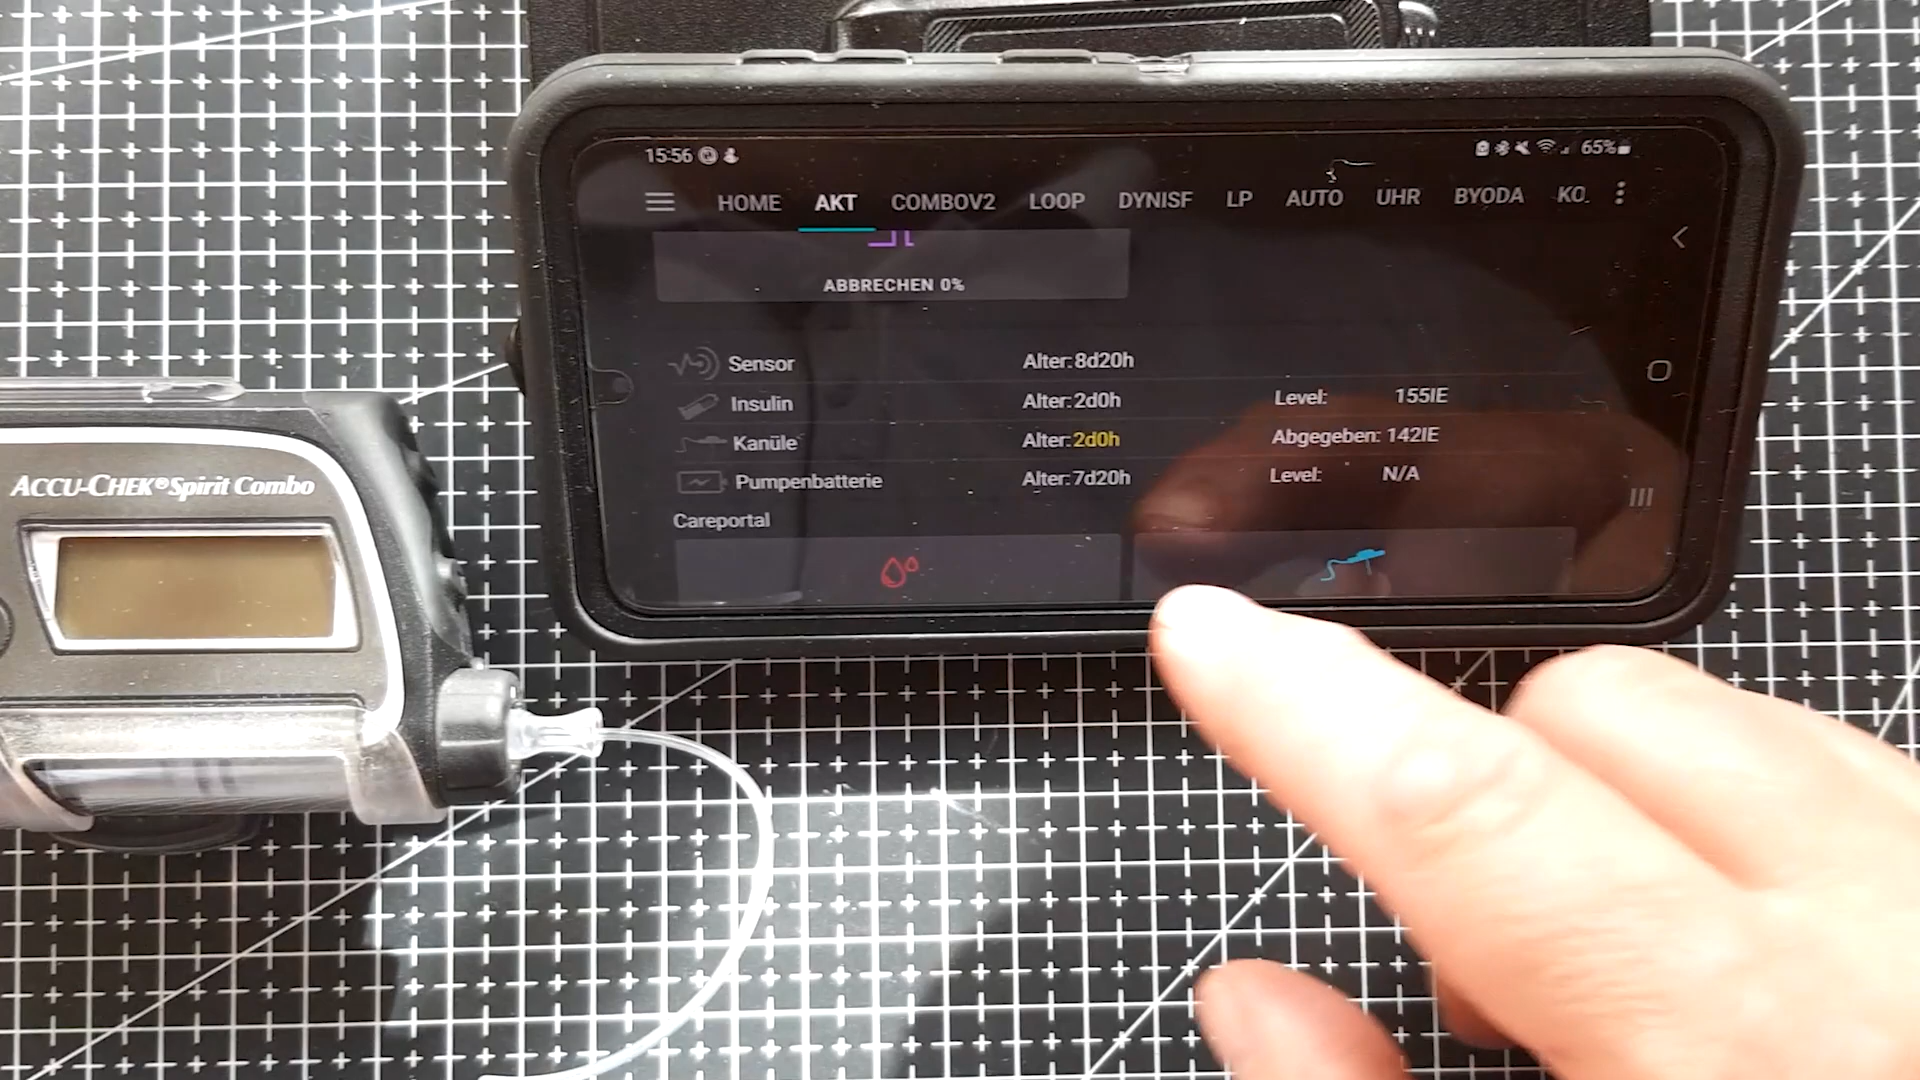 15:56 65%
HOME AKT COMBOV2 LOOP DYNISF LP AUTO UHR BYODA KO.
ABBRECHEN 0%
Sensor Alter: 8d20h
Insulin Alter: 2d0h Level: 155IE
Kanüle Alter: 2d0h Abgegeben: 142IE
Pumpenbatterie Alter: 7d20h Level: N/A
Careportal
ACCU-CHEK®Spirit Combo